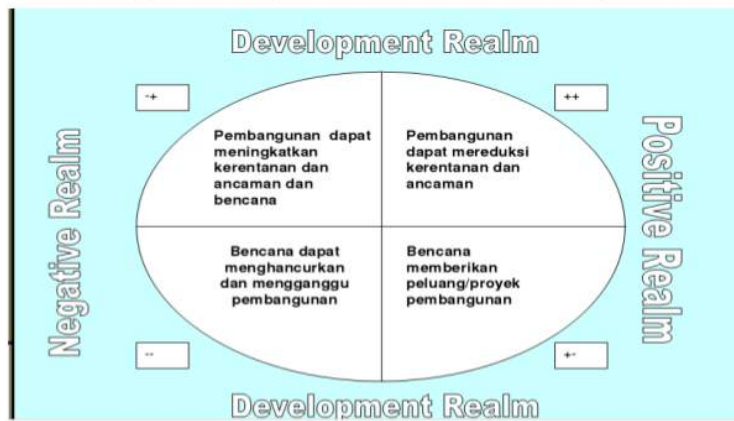 Development Realm
-+
++
Negative Realm
Pembangunan dapat
meningkatkan
kerentanan dan
ancaman dan
bencana
Pembangunan
dapat mereduksi
kerentanan dan
ancaman
Positive Realm
Bencana dapat
menghancurkan
dan mengganggu
pembangunan
Bencana
memberikan
peluang/proyek
pembangunan
--
+-
Development Realm